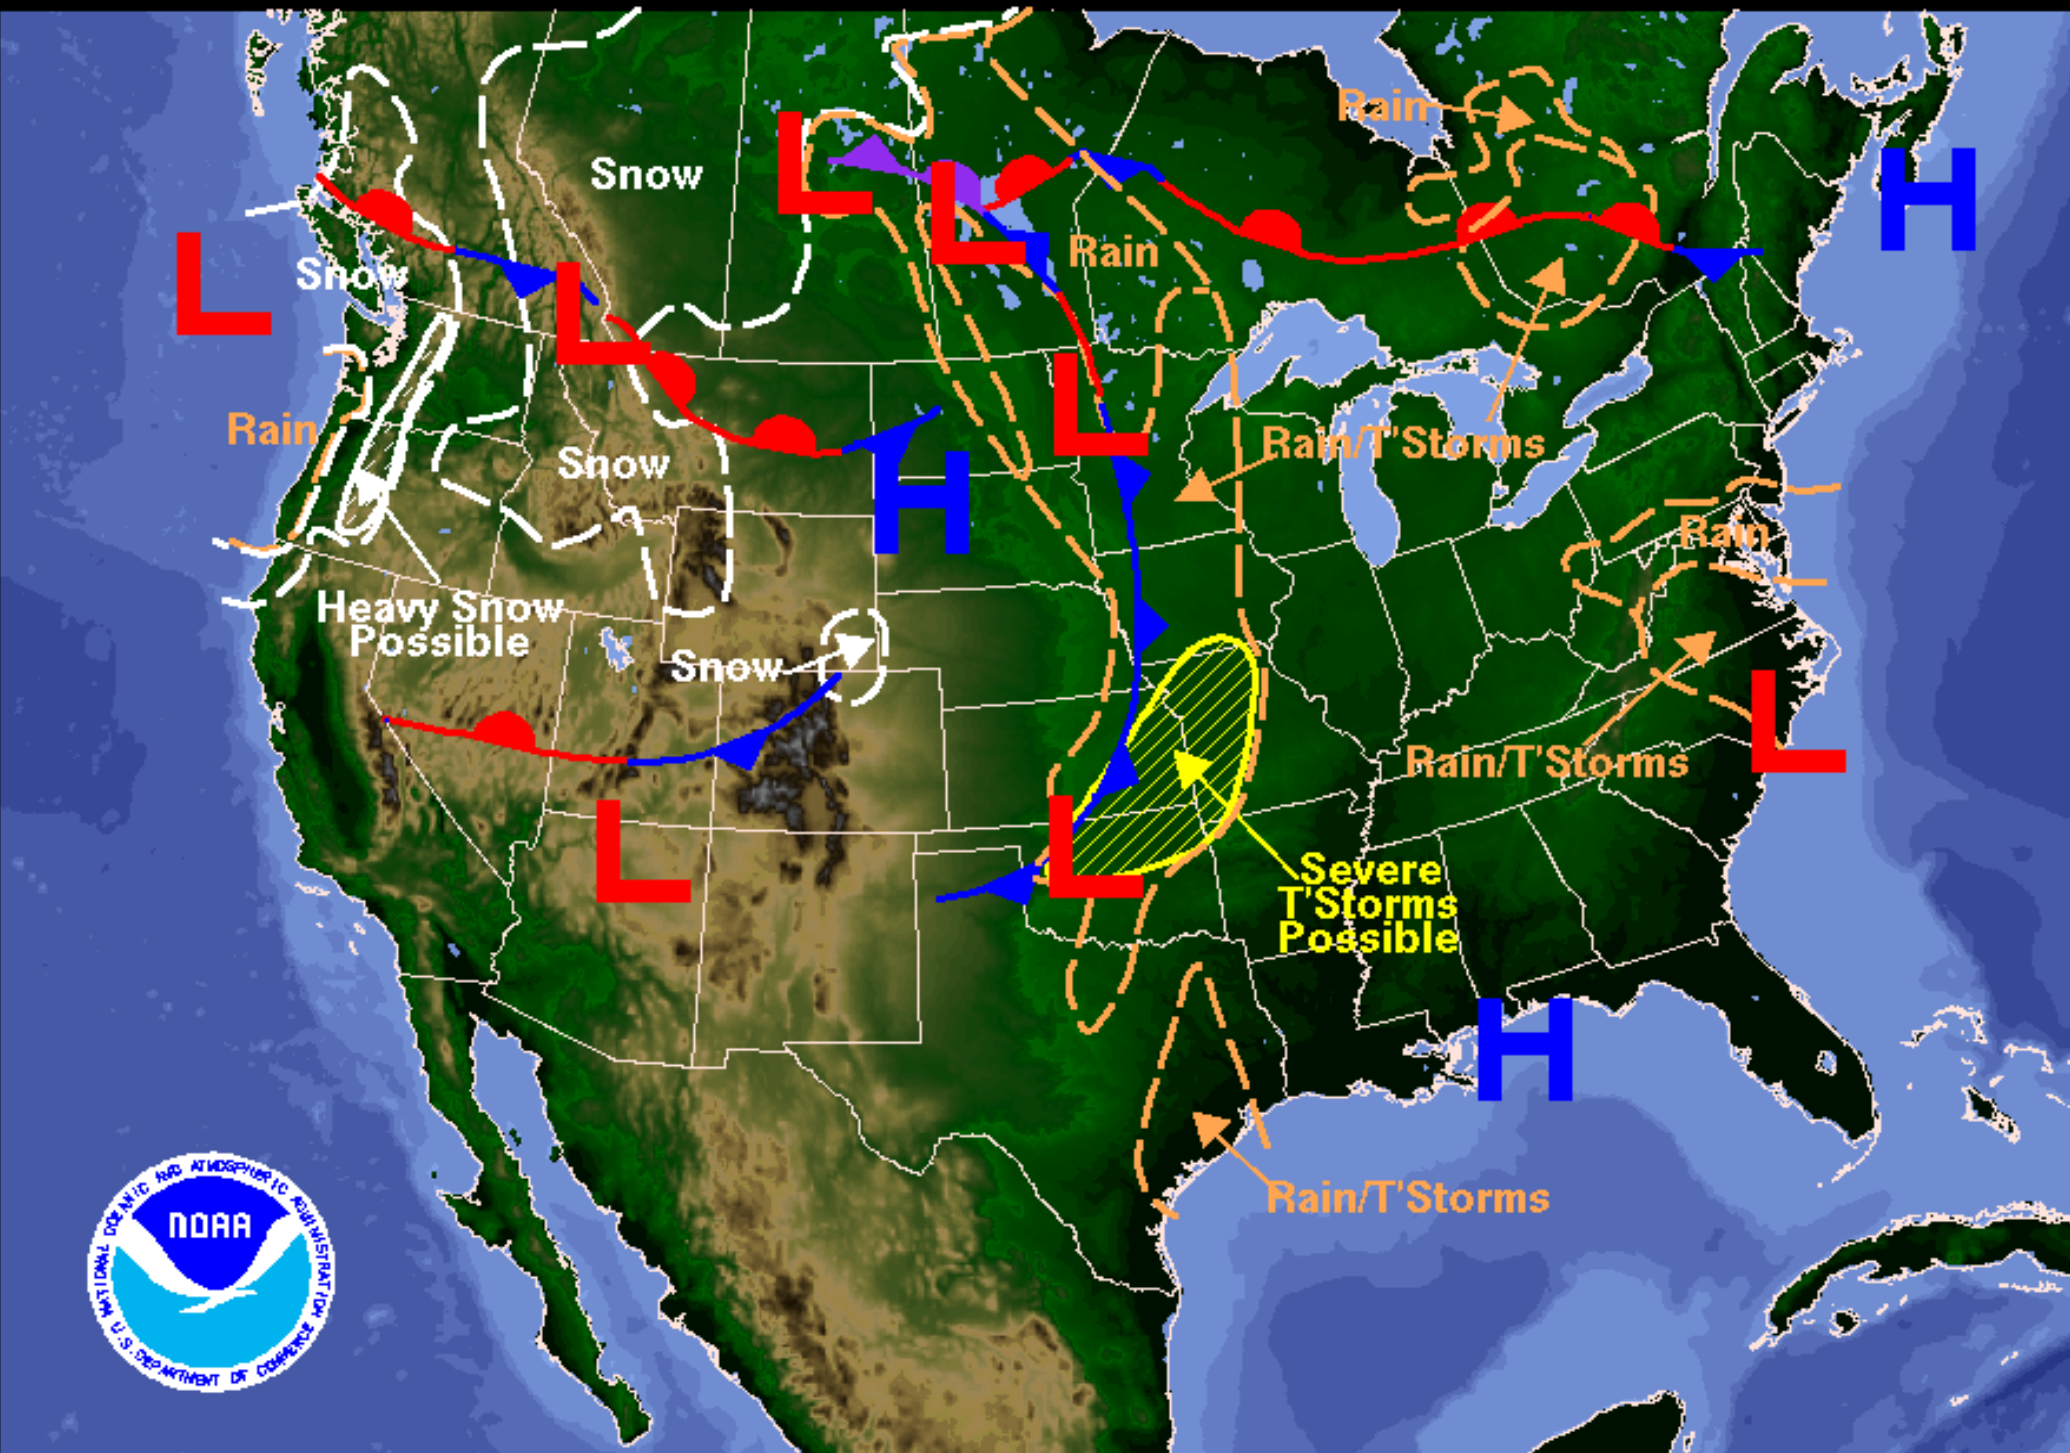 Rain
H
Snow
L
L
Rain
L
Snow
L
L
Rain
Rain/T'Storms
Snow
H
Rain
Heavy Snow
Possible
Snow
L
Rain/T'Storms
L
L
Severe
T'Storms
Possible
H
Rain/T'Storms
NATIONAL OCEANIC AND ATMOSPHERIC ADMINISTRATION
NOAA
U.S. DEPARTMENT OF COMMERCE